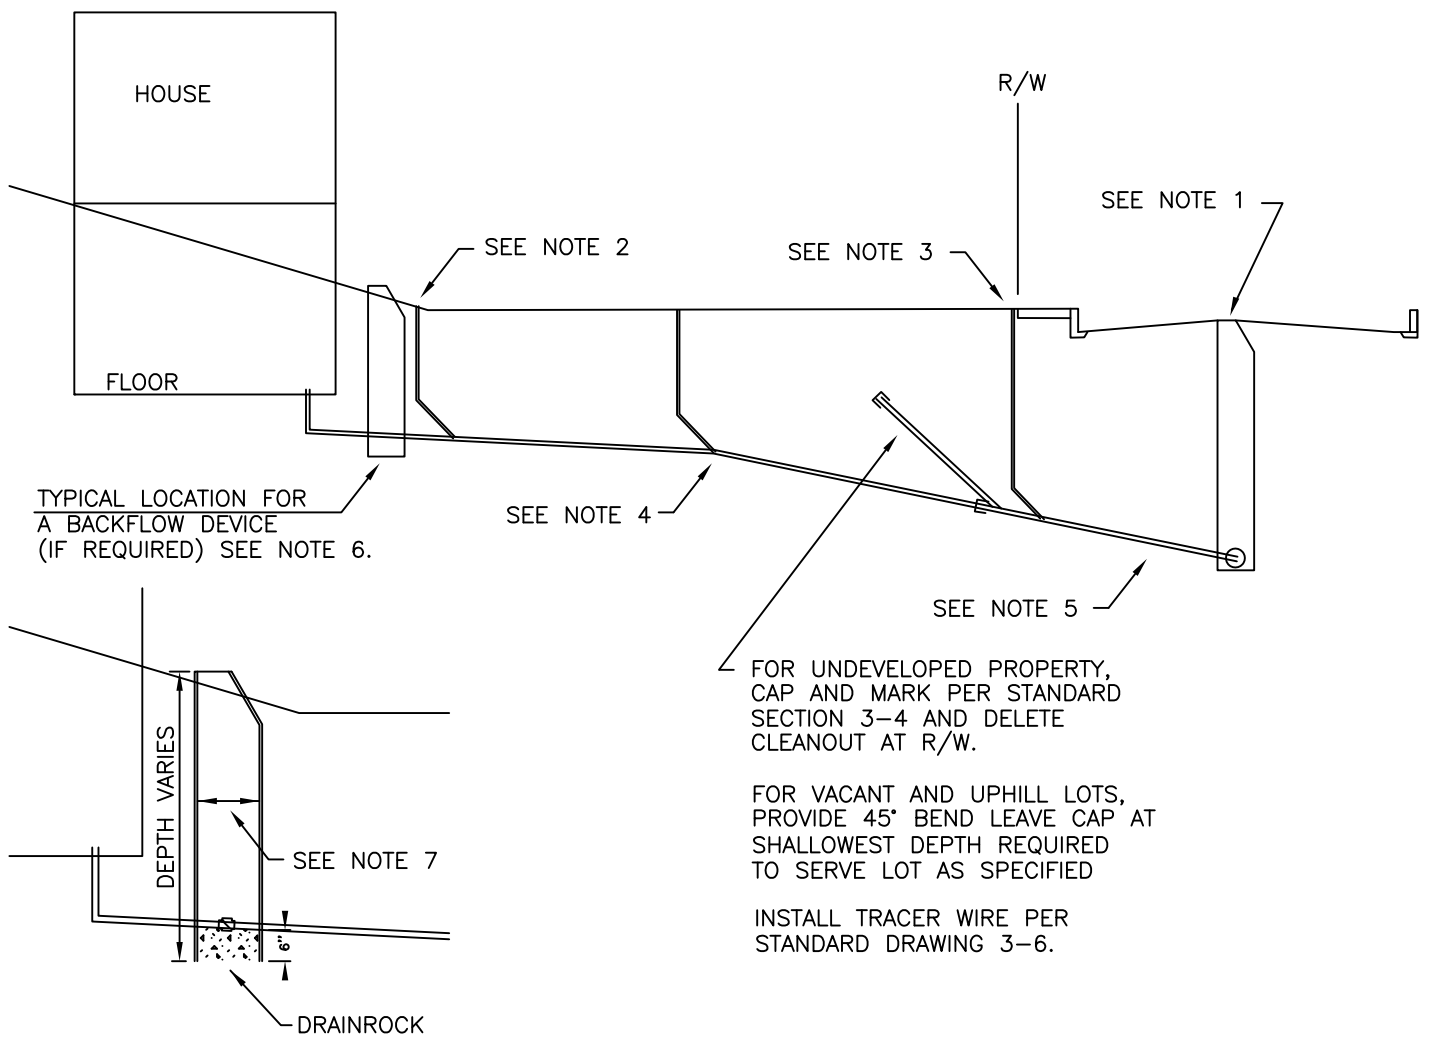 HOUSE
R/W
SEE NOTE 1
SEE NOTE 2
SEE NOTE 3
FLOOR
TYPICAL LOCATION FOR
A BACKFLOW DEVICE
(IF REQUIRED) SEE NOTE 6.
SEE NOTE 4
SEE NOTE 5
FOR UNDEVELOPED PROPERTY,
CAP AND MARK PER STANDARD
SECTION 3-4 AND DELETE
CLEANOUT AT R/W.
FOR VACANT AND UPHILL LOTS,
PROVIDE 45° BEND LEAVE CAP AT
SHALLOWEST DEPTH REQUIRED
TO SERVE LOT AS SPECIFIED
INSTALL TRACER WIRE PER
STANDARD DRAWING 3-6.
DEPTH VARIES
SEE NOTE 7
6"
DRAINROCK